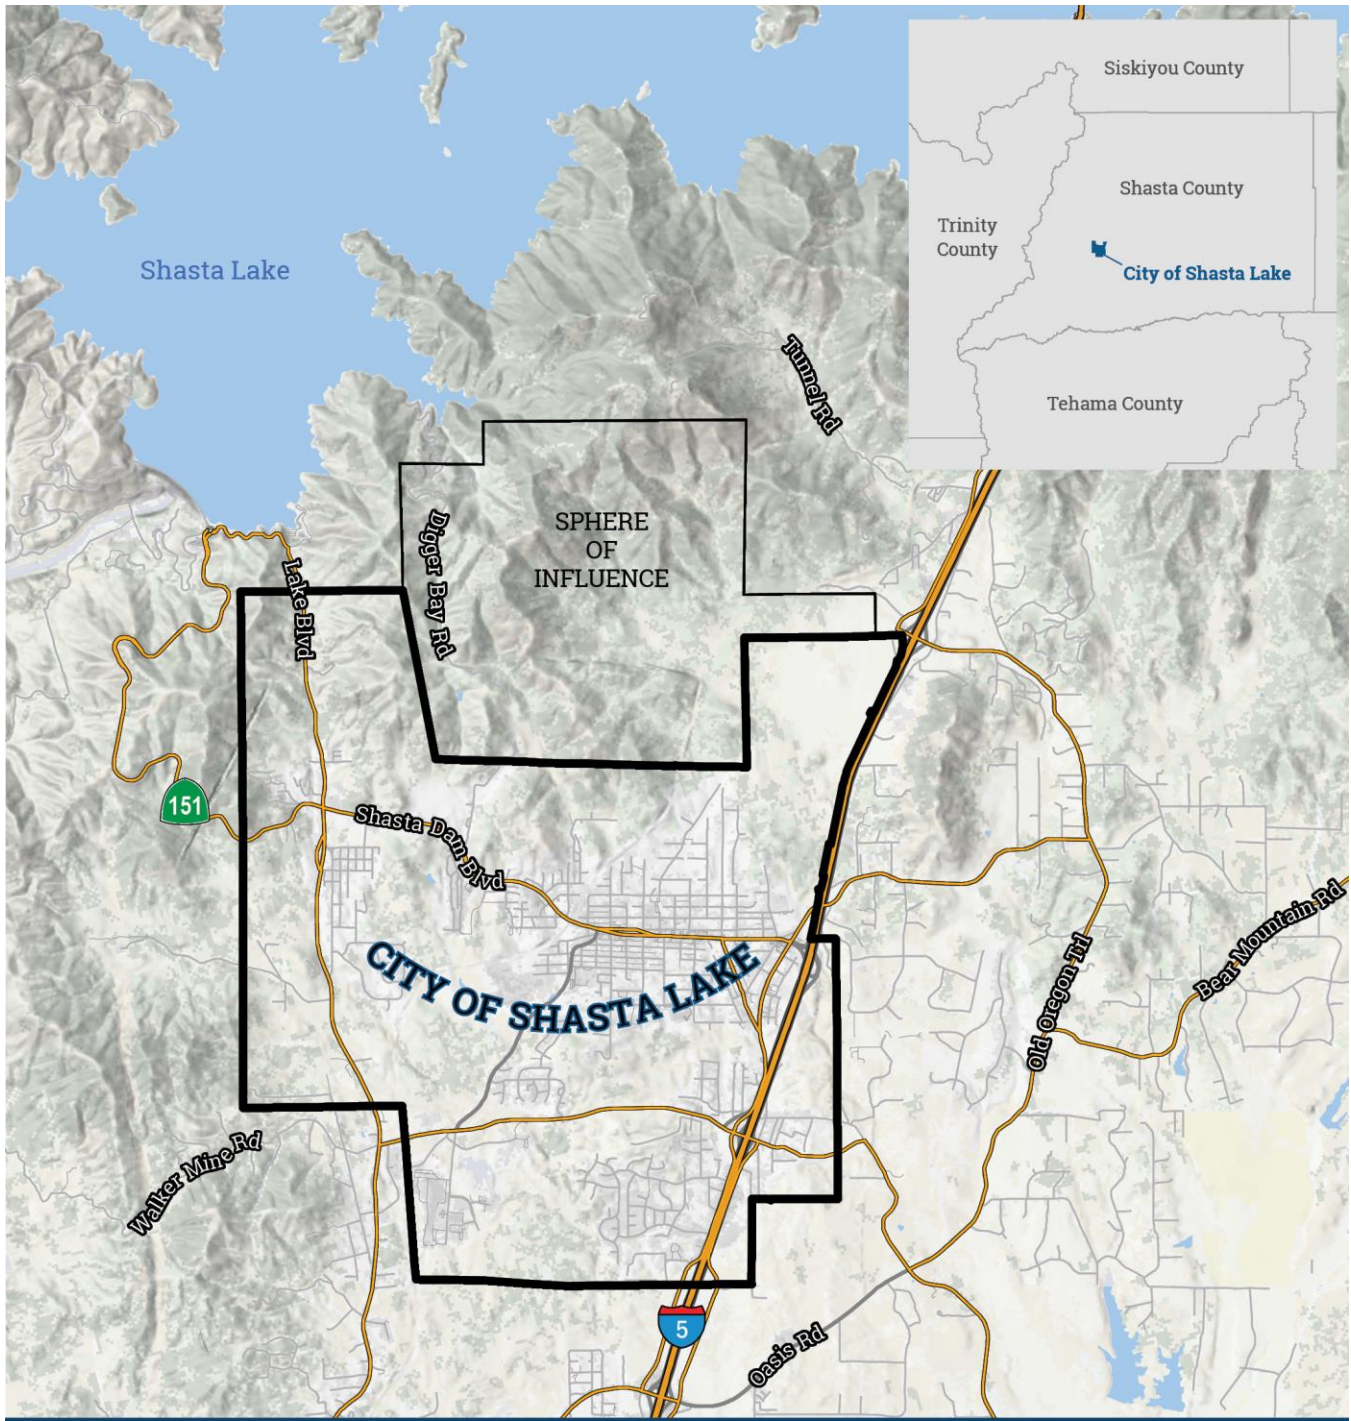 Siskiyou County
Shasta County
Trinity
County
City of Shasta Lake
Tehama County
Shasta Lake
Tunnel Rd
SPHERE
OF
INFLUENCE
Digger Bay Rd
Lake Blvd
151
Shasta Dam Blvd
CITY OF SHASTA LAKE
Bear Mountain Rd
Old Oregon Trl
Walker Mine Rd
5
Oasis Rd